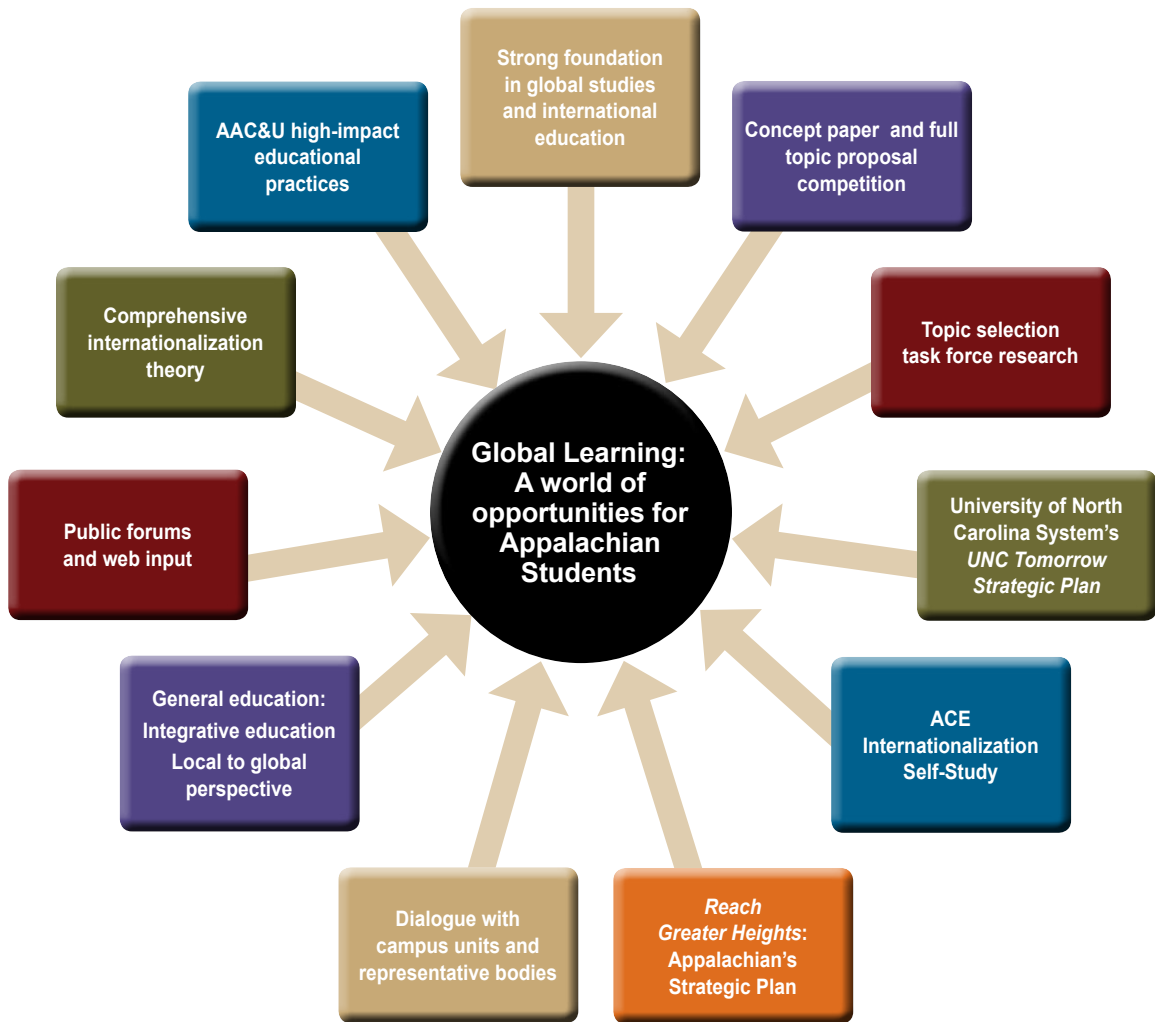 Strong foundation
in global studies
and international
education
AAC&U high-impact
educational
practices
Concept paper and full
topic proposal
competition
Comprehensive
internationalization
theory
Topic selection
task force research
Global Learning:
A world of
opportunities for
Appalachian
Students
Public forums
and web input
University of North
Carolina System’s
UNC Tomorrow
Strategic Plan
General education:
Integrative education
Local to global
perspective
ACE
Internationalization
Self-Study
Dialogue with
campus units and
representative bodies
Reach
Greater Heights:
Appalachian’s
Strategic Plan